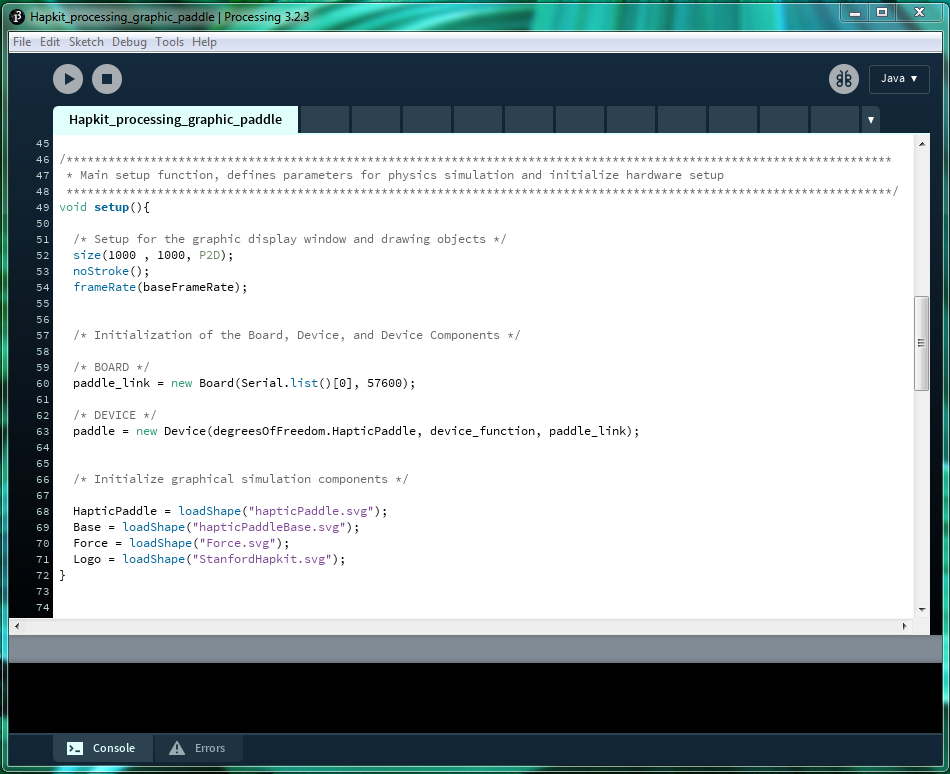 Hapkit_processing_graphic_paddle | Processing 3.2.3
File Edit Sketch Debug Tools Help
Java ▼
Hapkit_processing_graphic_paddle
45
46 /**********************************************************************************************************************
47 * Main setup function, defines parameters for physics simulation and initialize hardware setup
48 **********************************************************************************************************************/
49 void setup(){
50
51 /* Setup for the graphic display window and drawing objects */
52 size(1000 , 1000, P2D);
53 noStroke();
54 frameRate(baseFrameRate);
55
56
57 /* Initialization of the Board, Device, and Device Components */
58
59 /* BOARD */
60 paddle_link = new Board(Serial.list()[0], 57600);
61
62 /* DEVICE */
63 paddle = new Device(degreesOfFreedom.HapticPaddle, device_function, paddle_link);
64
65
66 /* Initialize graphical simulation components */
67
68 HapticPaddle = loadShape("hapticPaddle.svg");
69 Base = loadShape("hapticPaddleBase.svg");
70 Force = loadShape("Force.svg");
71 Logo = loadShape("StanfordHapkit.svg");
72 }
73
74
Console Errors